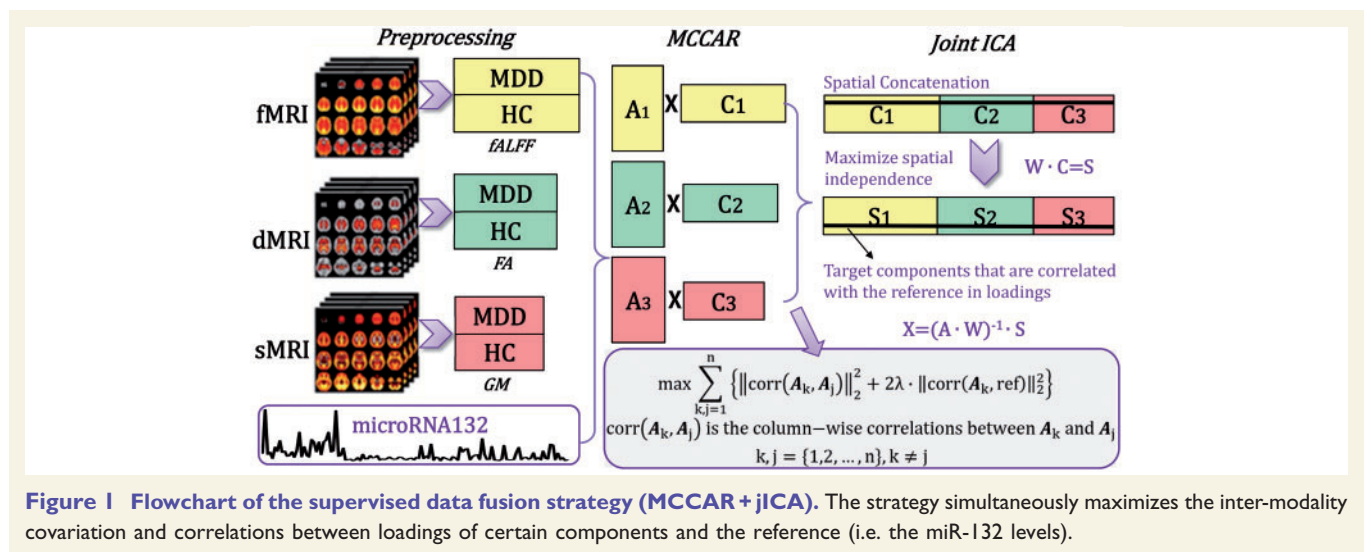 Preprocessing
MCCAR
Joint ICA
fMRI
MDD
HC
fALFF
dMRI
MDD
HC
FA
sMRI
MDD
HC
GM
microRNA132
A₁ X C1
A₂ X C2
A₃ X C3
Spatial Concatenation
C1 C2 C3
Maximize spatial
independence
W · C=S
S1 S2 S3
Target components that are correlated
with the reference in loadings
X=(A · W)⁻¹ · S
max ∑ⁿₖ,ⱼ₌₁ {‖corr(Aₖ, Aⱼ)‖²₂ + 2λ · ‖corr(Aₖ, ref)‖²₂}
corr(Aₖ, Aⱼ) is the column−wise correlations between Aₖ and Aⱼ
k, j = {1,2, ... , n}, k ≠ j
Figure 1 Flowchart of the supervised data fusion strategy (MCCAR + jICA). The strategy simultaneously maximizes the inter-modality
covariation and correlations between loadings of certain components and the reference (i.e. the miR-132 levels).